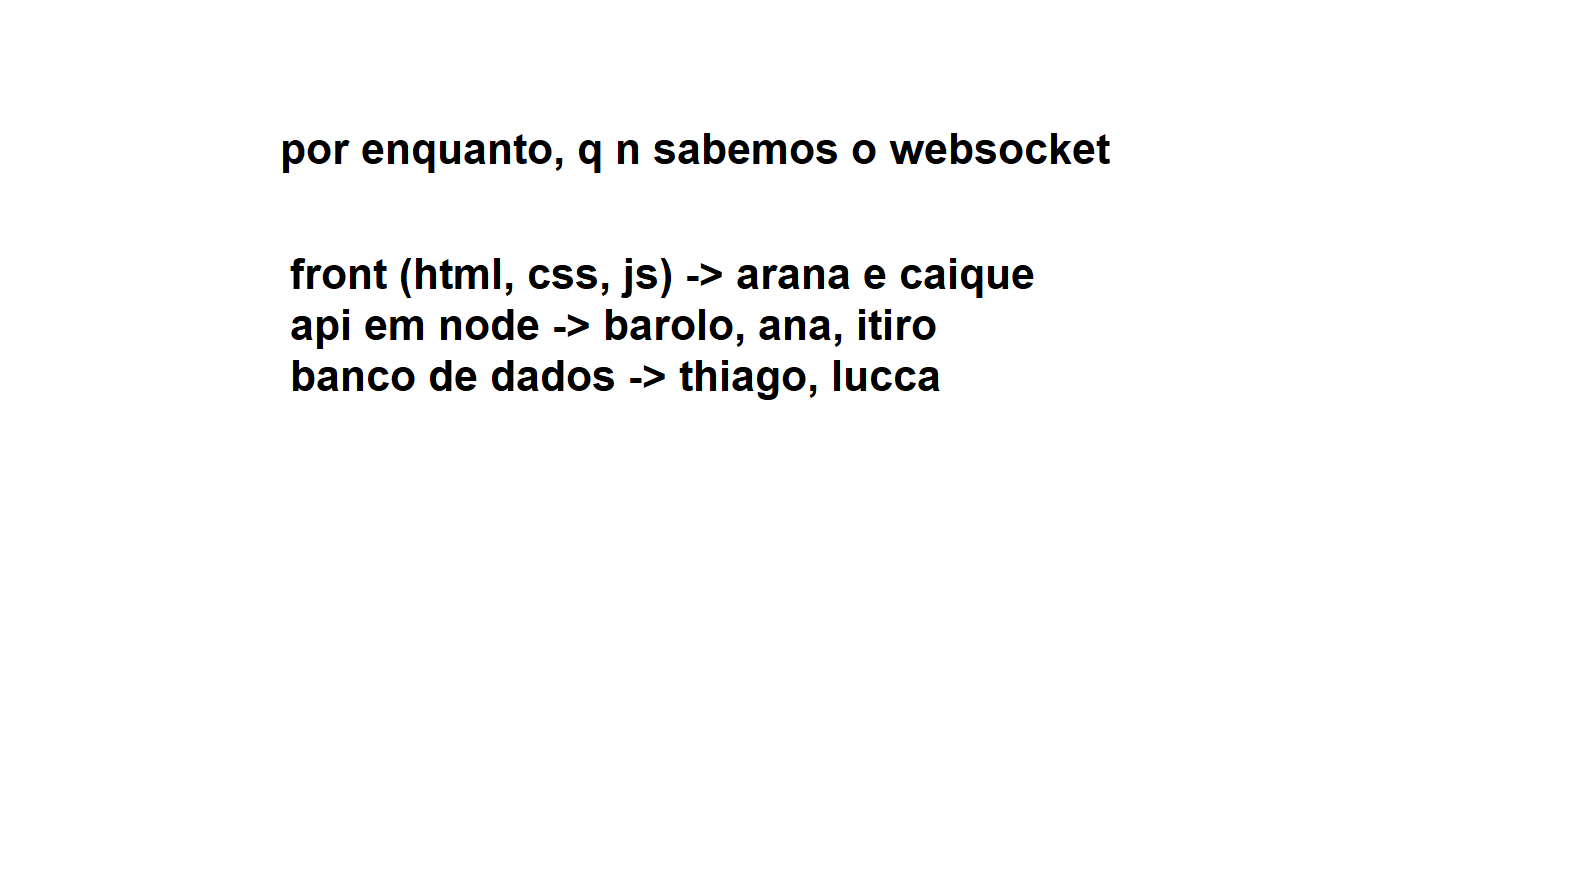 por enquanto, q n sabemos o websocket
front (html, css, js) -> arana e caique
api em node -> barolo, ana, itiro
banco de dados -> thiago, lucca